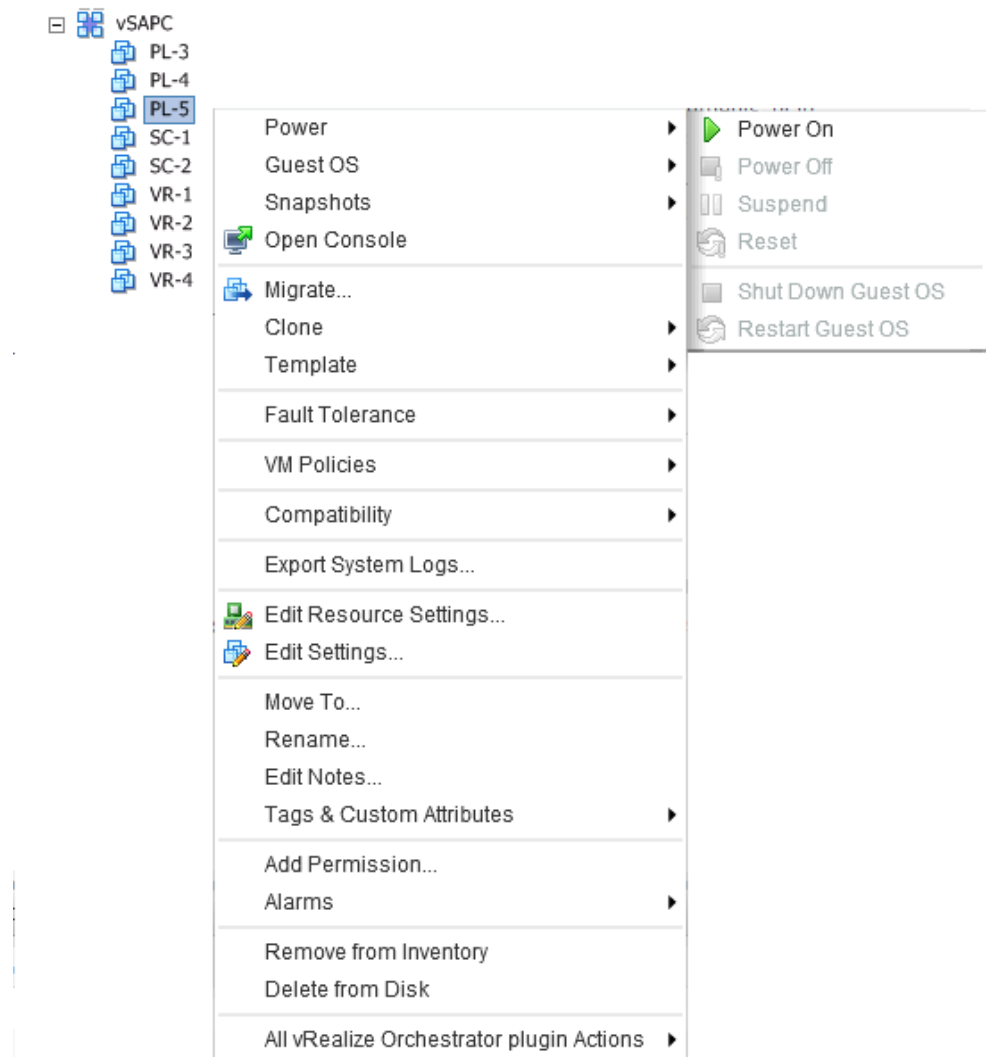 vSAPC
PL-3
PL-4
PL-5
SC-1
SC-2
VR-1
VR-2
VR-3
VR-4
Power
Guest OS
Snapshots
Open Console
Migrate...
Clone
Template
Fault Tolerance
VM Policies
Compatibility
Export System Logs...
Edit Resource Settings...
Edit Settings...
Move To...
Rename...
Edit Notes...
Tags & Custom Attributes
Add Permission...
Alarms
Remove from Inventory
Delete from Disk
All vRealize Orchestrator plugin Actions
Power On
Power Off
Suspend
Reset
Shut Down Guest OS
Restart Guest OS